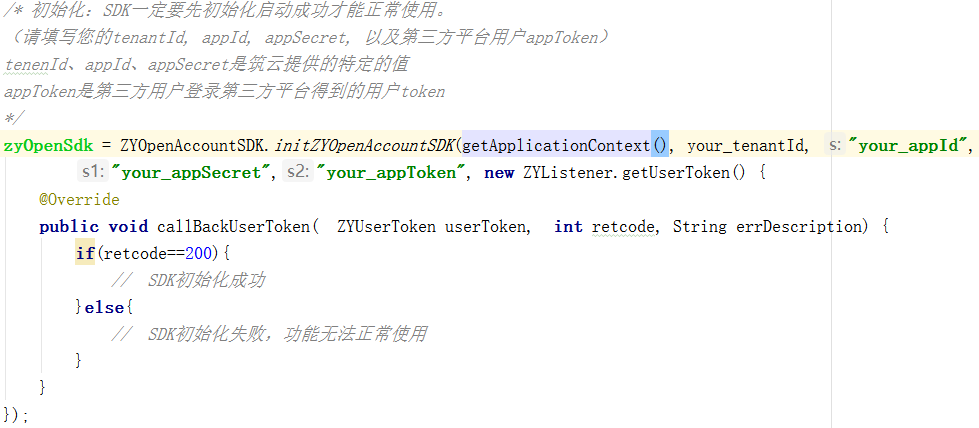 /* 初始化：SDK一定要先初始化启动成功才能正常使用。
（请填写您的tenantId, appId, appSecret, 以及第三方平台用户appToken）
tenenId、appId、appSecret是筑云提供的特定的值
appToken是第三方用户登录第三方平台得到的用户token
*/
zyOpenSdk = ZYOpenAccountSDK.initZYOpenAccountSDK(getApplicationContext(), your_tenantId, s: "your_appId",
s1: "your_appSecret", s2: "your_appToken", new ZYListener.getUserToken() {
@Override
public void callBackUserToken( ZYUserToken userToken, int retcode, String errDescription) {
if(retcode==200){
// SDK初始化成功
}else{
// SDK初始化失败，功能无法正常使用
}
}
});